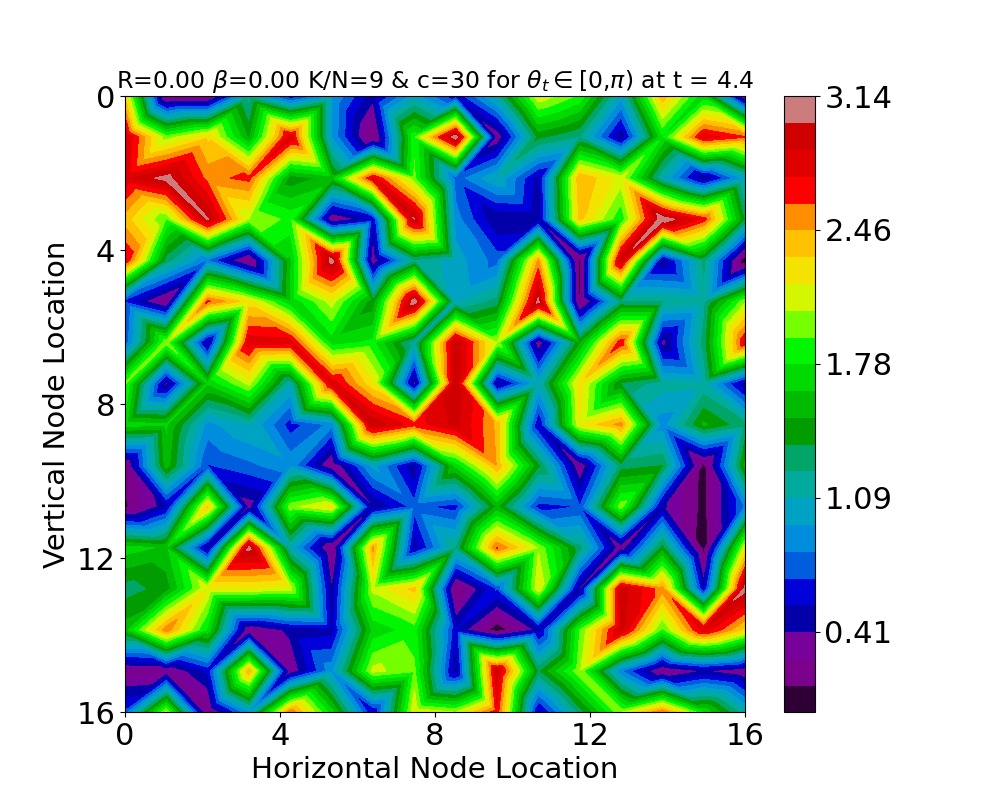 R=0.00 β=0.00 K/N=9 & c=30 for θₜ ∈ [0,π) at t = 4.4
0
4
8
12
16
Vertical Node Location
0 4 8 12 16
Horizontal Node Location
3.14
2.46
1.78
1.09
0.41